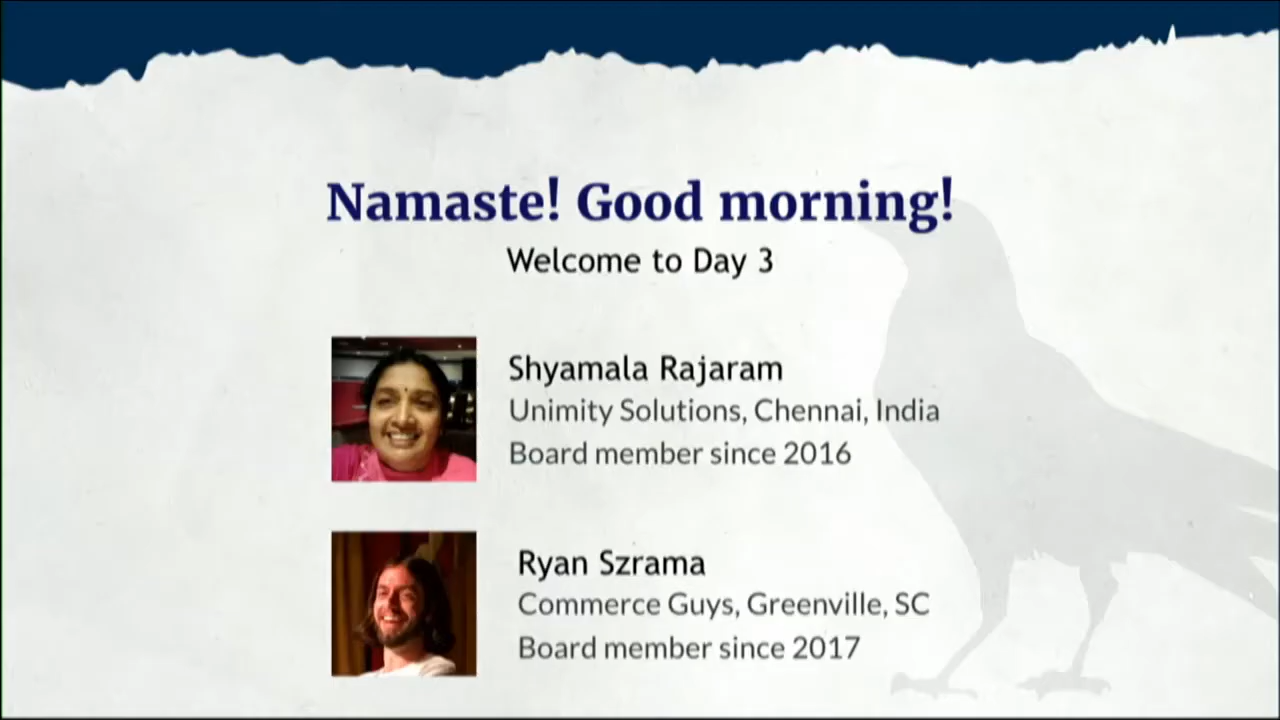 Namaste! Good morning!
Welcome to Day 3
Shyamala Rajaram
Unimity Solutions, Chennai, India
Board member since 2016
Ryan Szrama
Commerce Guys, Greenville, SC
Board member since 2017